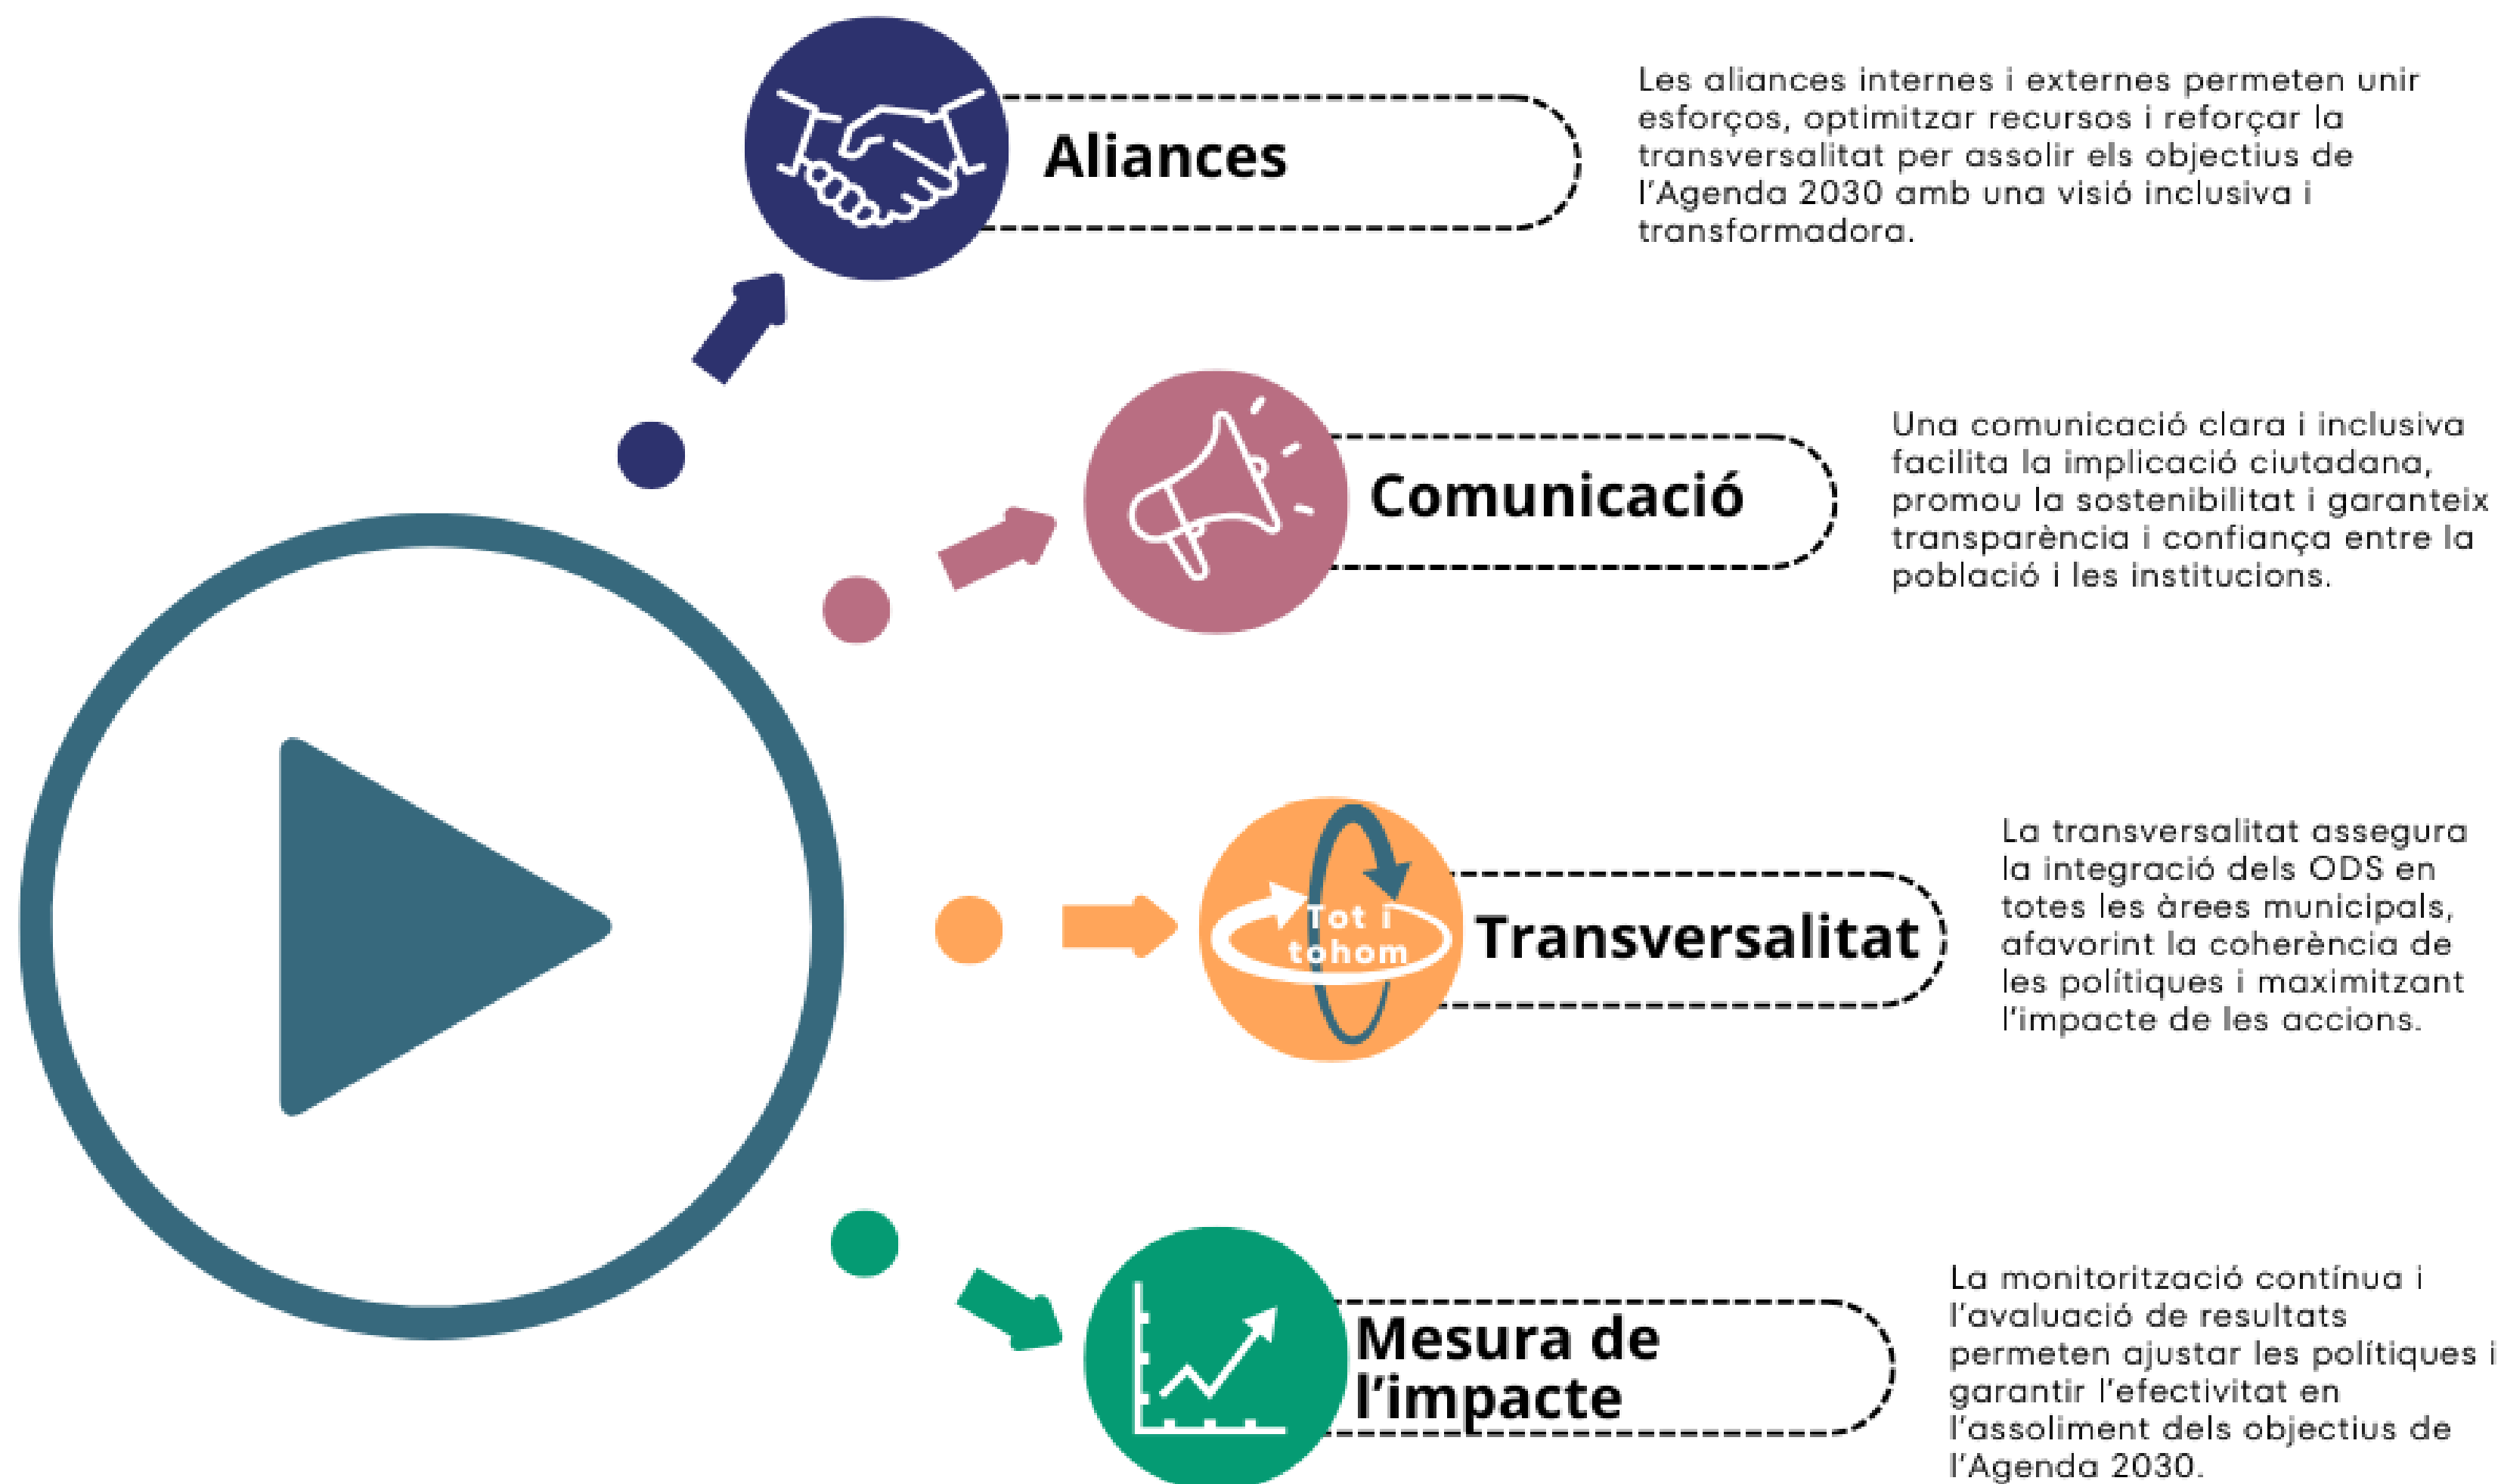 Aliances
Les aliances internes i externes permeten unir
esforços, optimitzar recursos i reforçar la
transversalitat per assolir els objectius de
l'Agenda 2030 amb una visió inclusiva i
transformadora.
Comunicació
Una comunicació clara i inclusiva
facilita la implicació ciutadana,
promou la sostenibilitat i garanteix
transparència i confiança entre la
població i les institucions.
Tot i
tohom
Transversalitat
La transversalitat assegura
la integració dels ODS en
totes les àrees municipals,
afavorint la coherència de
les polítiques i maximitzant
l'impacte de les accions.
Mesura de
l'impacte
La monitorització contínua i
l'avaluació de resultats
permeten ajustar les polítiques i
garantir l'efectivitat en
l'assoliment dels objectius de
l'Agenda 2030.